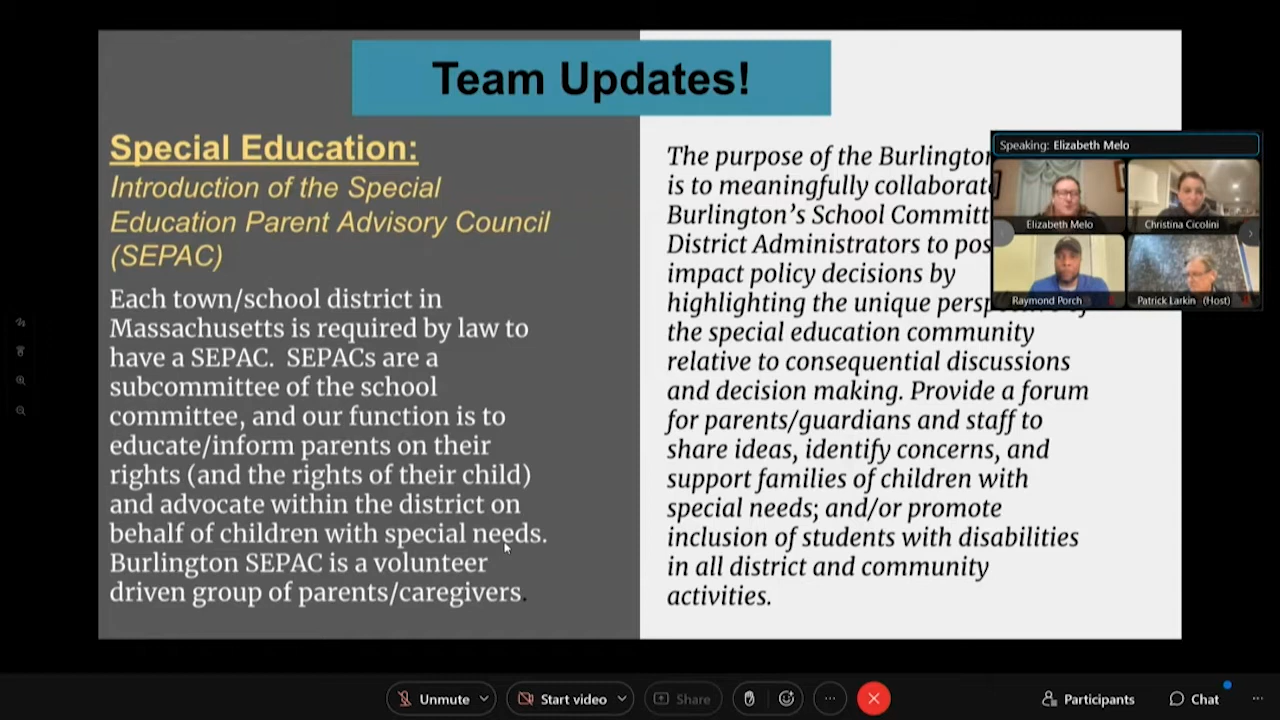 Team Updates!
Special Education:
Introduction of the Special
Education Parent Advisory Council
(SEPAC)
Each town/school district in
Massachusetts is required by law to
have a SEPAC. SEPACs are a
subcommittee of the school
committee, and our function is to
educate/inform parents on their
rights (and the rights of their child)
and advocate within the district on
behalf of children with special needs.
Burlington SEPAC is a volunteer
driven group of parents/caregivers.
The purpose of the
is to meaningfully
Burlington's School
District Administrators to
impact policy decisions by
highlighting the unique
the special education community
relative to consequential discussions
and decision making. Provide a forum
for parents/guardians and staff to
share ideas, identify concerns, and
support families of children with
special needs; and/or promote
inclusion of students with disabilities
in all district and community
activities.
Speaking: Elizabeth Melo
Elizabeth Melo
Christina Cicolini
Raymond Porch
Patrick Larkin (Host)
Unmute
Start video
Share
Participants
Chat